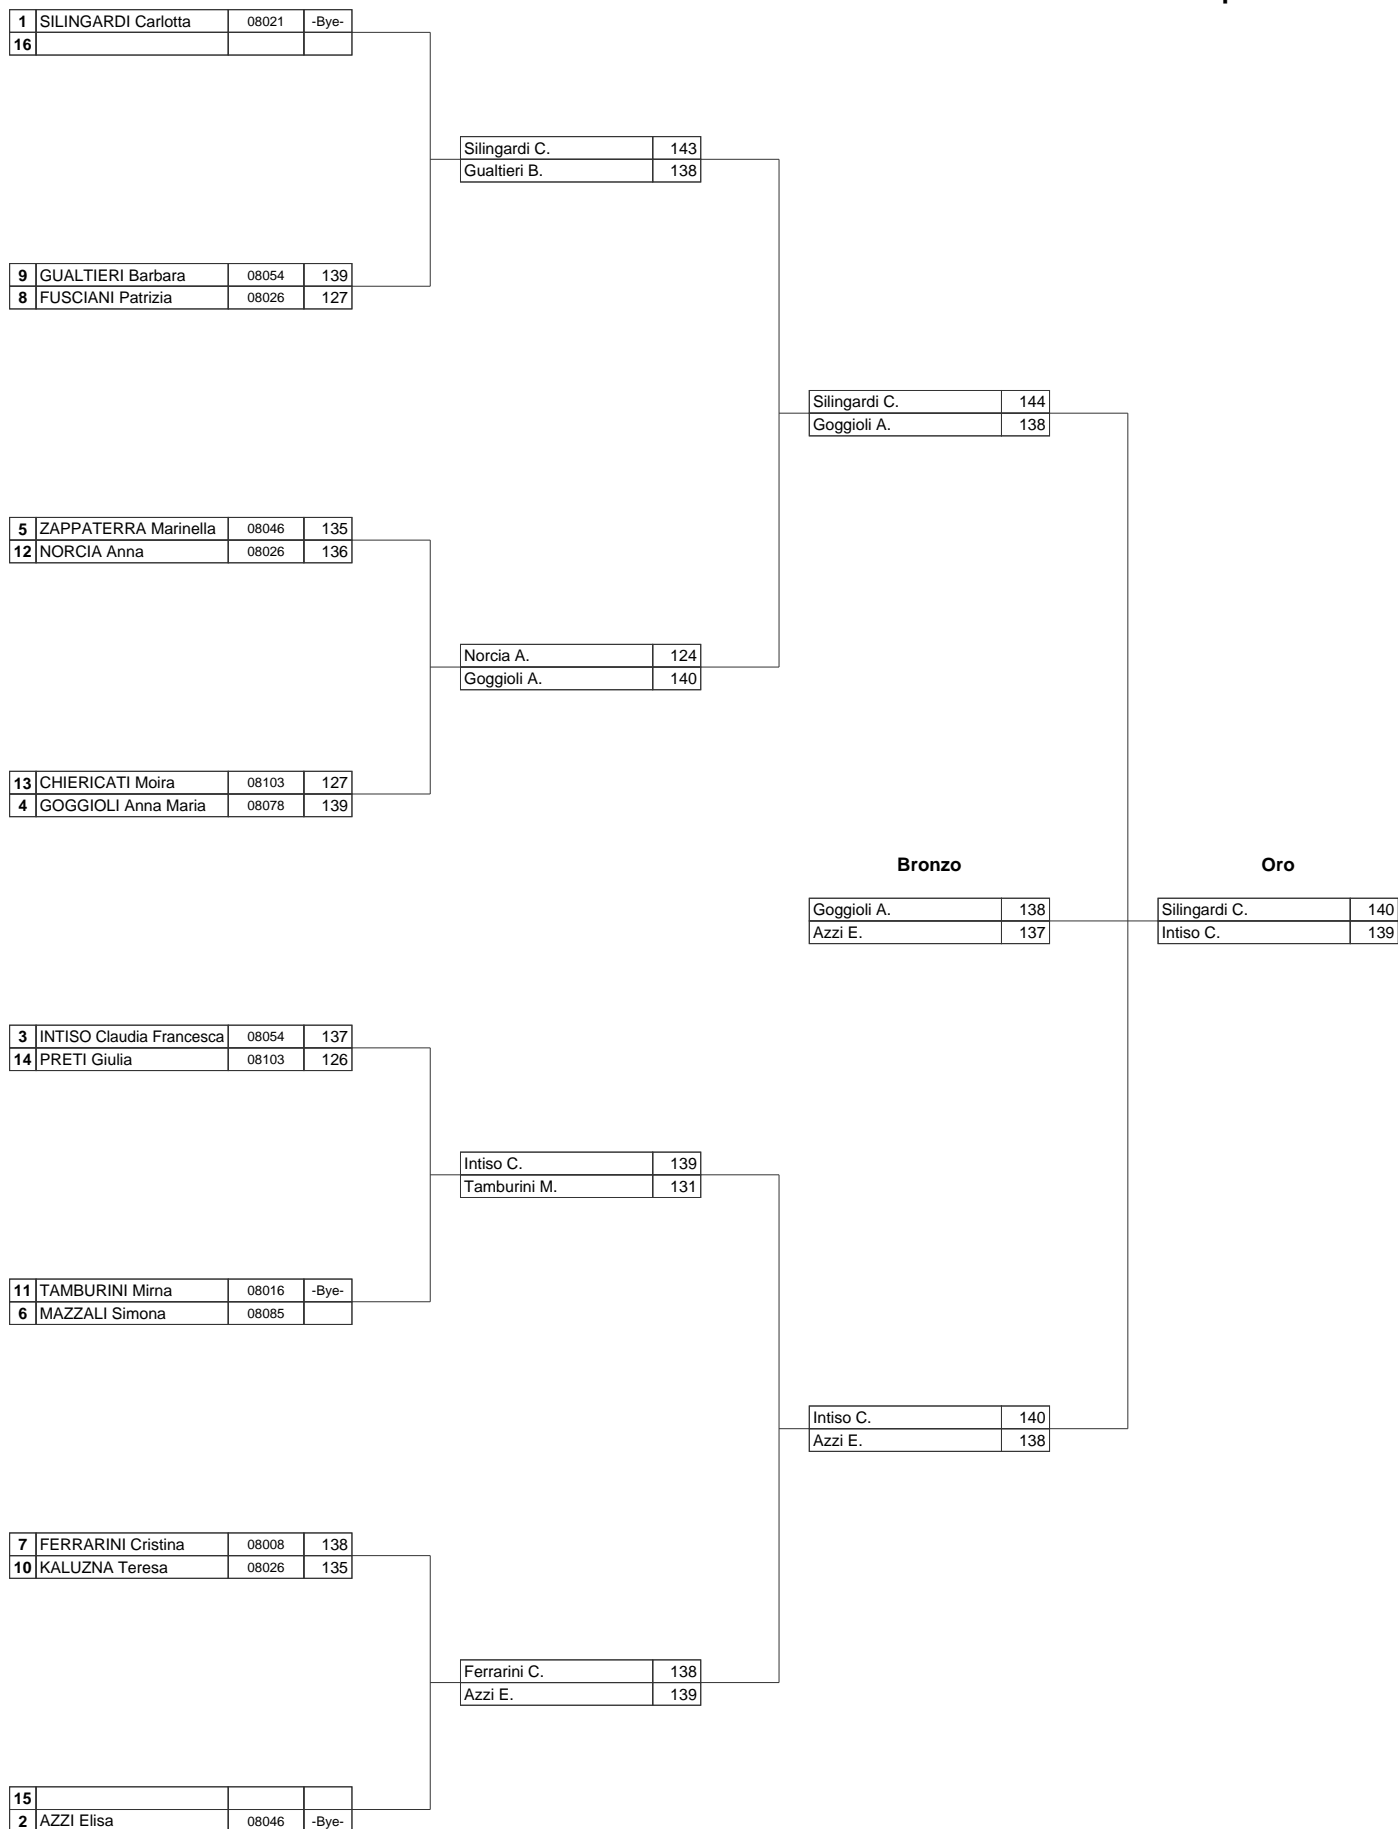 1 SILINGARDI Carlotta 08021 -Bye-
16
Silingardi C. 143
Gualtieri B. 138
9 GUALTIERI Barbara 08054 139
8 FUSCIANI Patrizia 08026 127
Silingardi C. 144
Goggioli A. 138
5 ZAPPATERRA Marinella 08046 135
12 NORCIA Anna 08026 136
Norcia A. 124
Goggioli A. 140
13 CHIERICATI Moira 08103 127
4 GOGGIOLI Anna Maria 08078 139
Bronzo Oro
Goggioli A. 138 Silingardi C. 140
Azzi E. 137 Intiso C. 139
3 INTISO Claudia Francesca 08054 137
14 PRETI Giulia 08103 126
Intiso C. 139
Tamburini M. 131
11 TAMBURINI Mirna 08016 -Bye-
6 MAZZALI Simona 08085
Intiso C. 140
Azzi E. 138
7 FERRARINI Cristina 08008 138
10 KALUZNA Teresa 08026 135
Ferrarini C. 138
Azzi E. 139
15
2 AZZI Elisa 08046 -Bye-